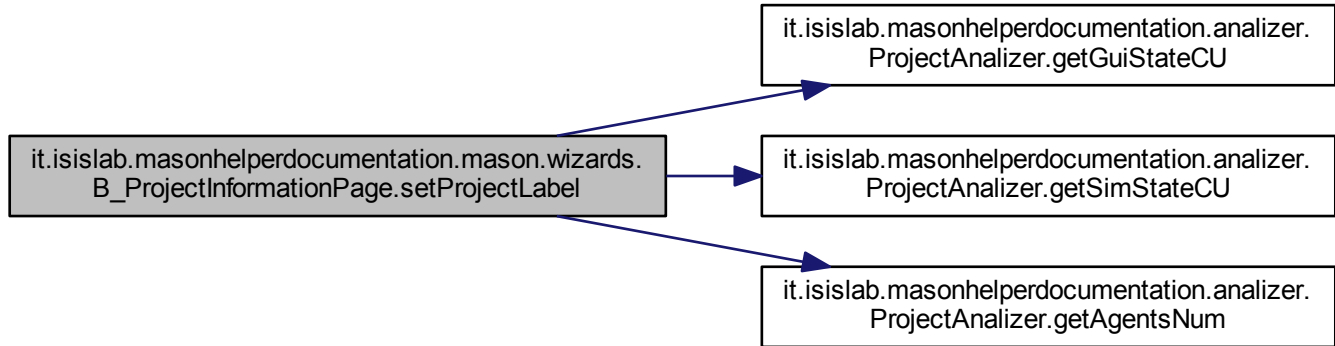 it.isislab.masonhelperdocumentation.mason.wizards.
B_ProjectInformationPage.setProjectLabel
it.isislab.masonhelperdocumentation.analizer.
ProjectAnalizer.getGuiStateCU
it.isislab.masonhelperdocumentation.analizer.
ProjectAnalizer.getSimStateCU
it.isislab.masonhelperdocumentation.analizer.
ProjectAnalizer.getAgentsNum